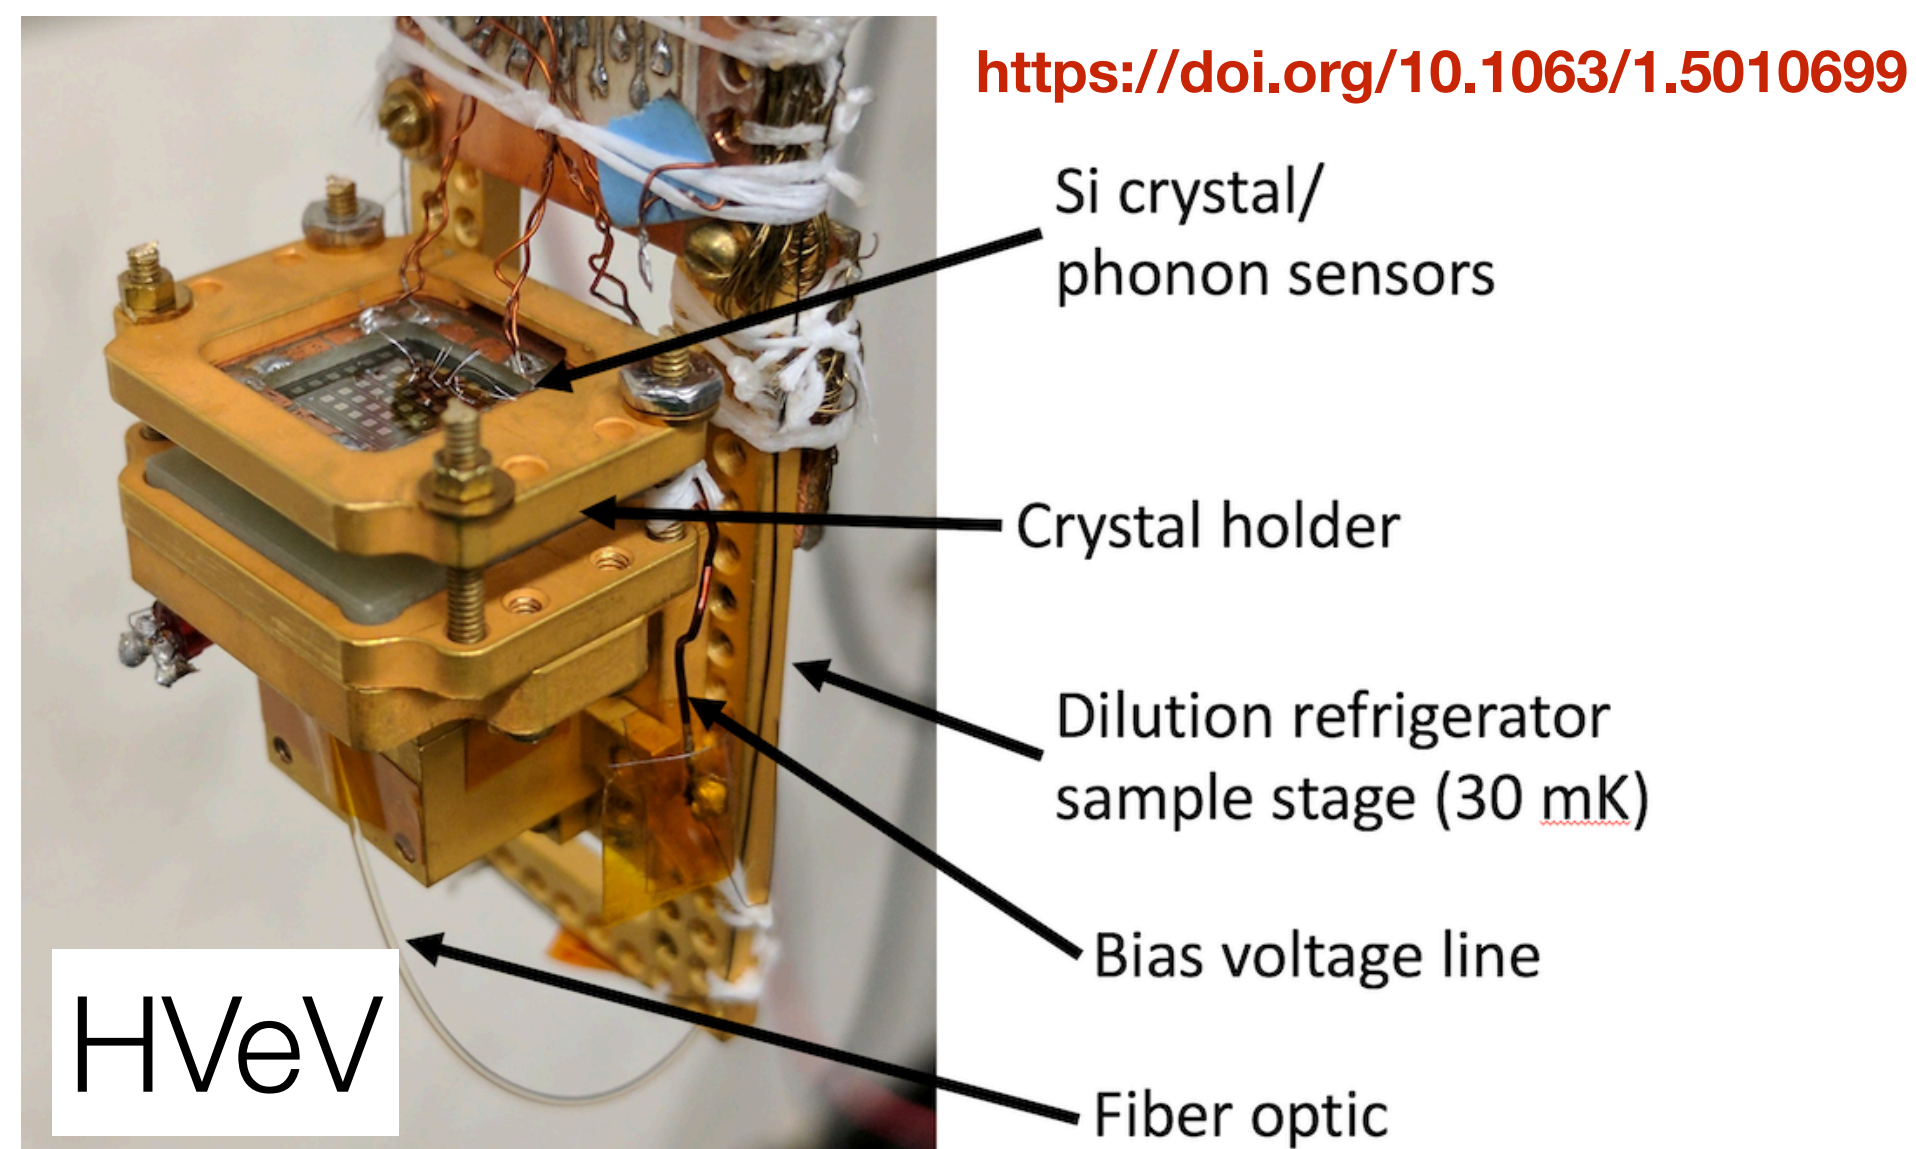 https://doi.org/10.1063/1.5010699
Si crystal/
phonon sensors
Crystal holder
Dilution refrigerator
sample stage (30 mK)
Bias voltage line
Fiber optic
HVeV